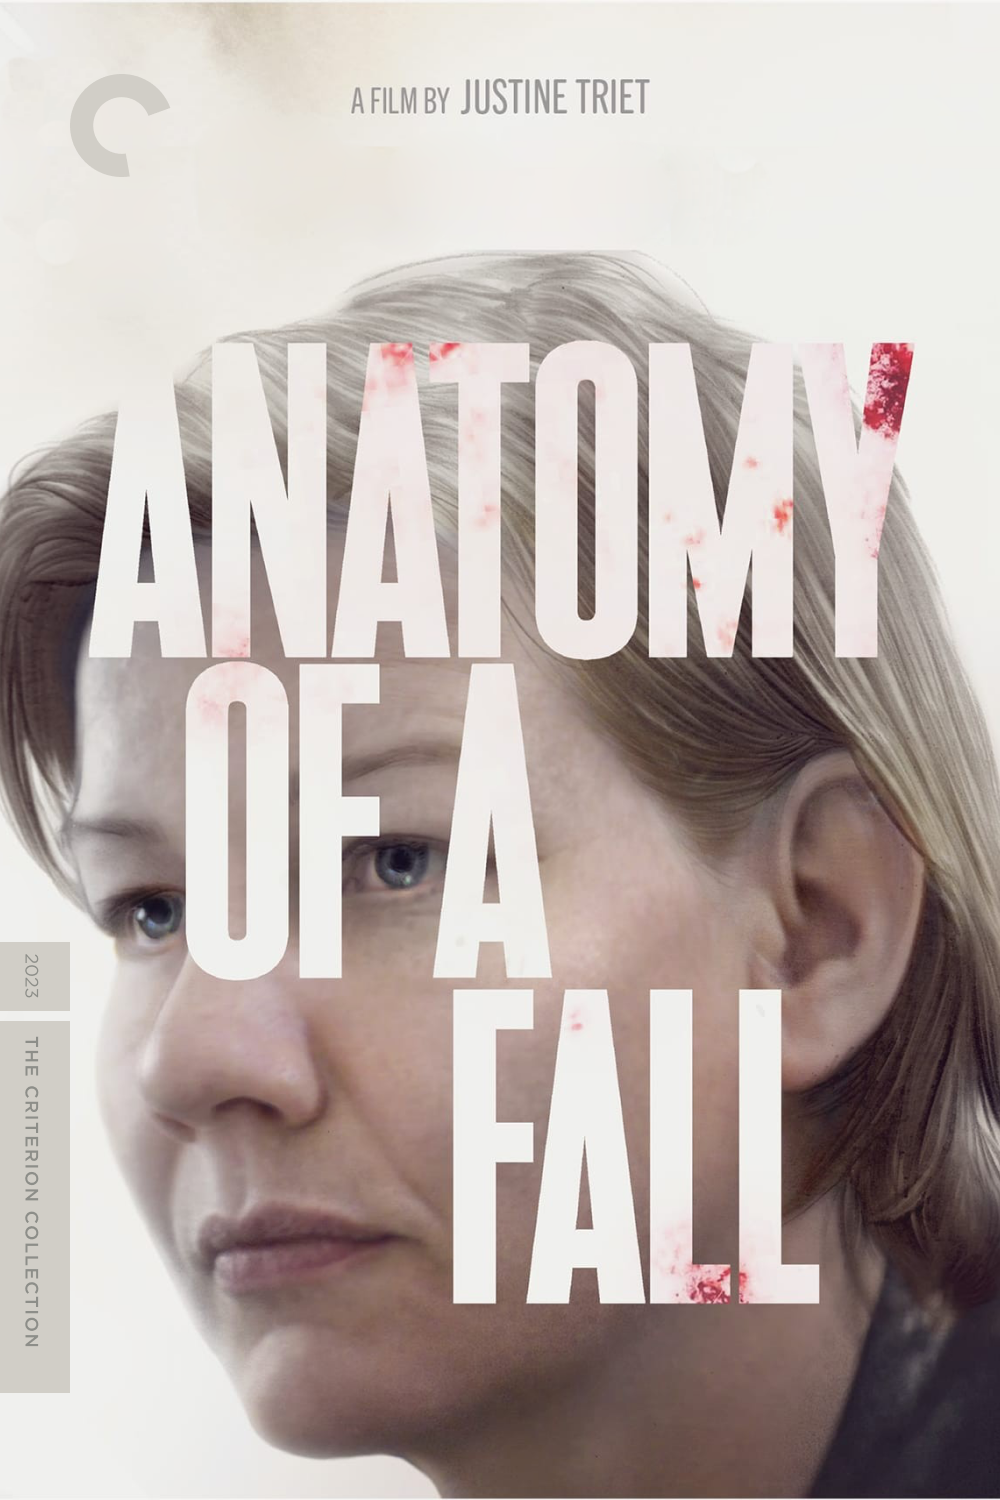 A FILM BY JUSTINE TRIET
ANATOMY
OF A
FALL
2023
THE CRITERION COLLECTION